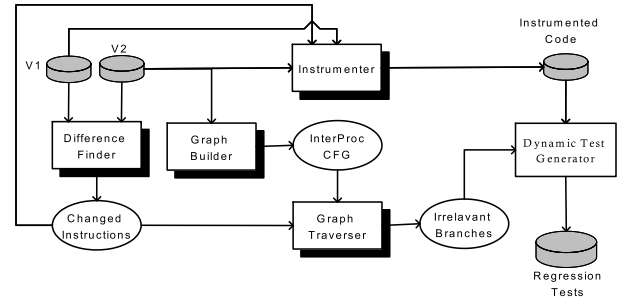 Instrumented
Code
V1
V2
Instrumenter
Difference
Finder
Graph
Builder
InterProc
CFG
Dynamic Test
Generator
Changed
Instructions
Graph
Traverser
Irrelavant
Branches
Regression
Tests